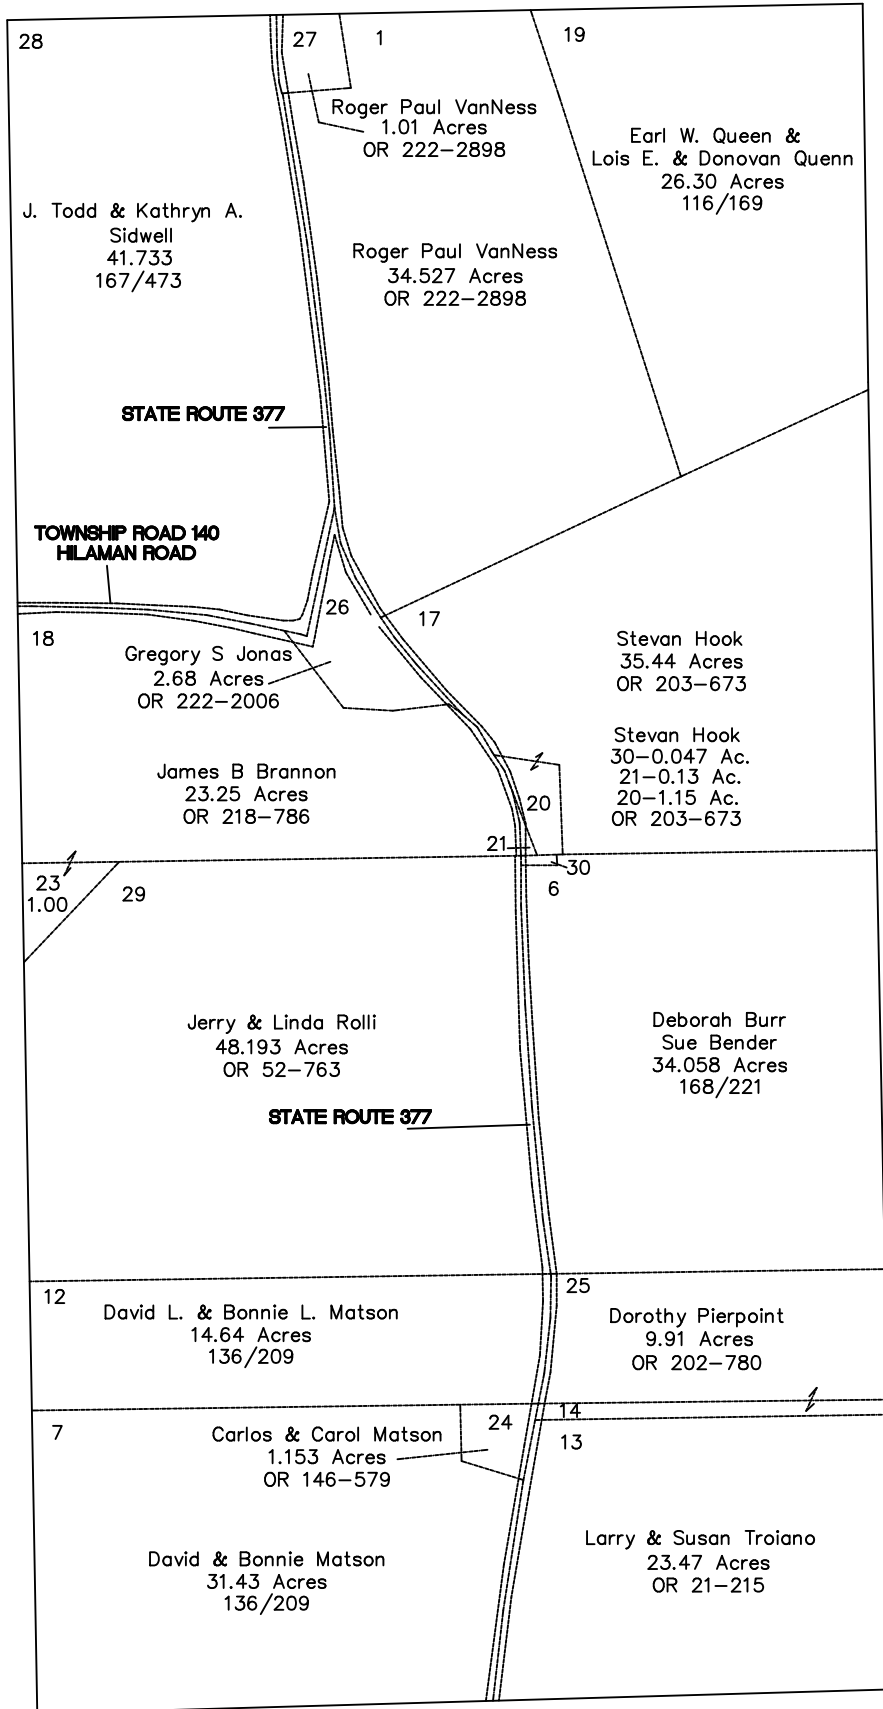 28
27
1
19
Roger Paul VanNess
1.01 Acres
OR 222-2898
Earl W. Queen &
Lois E. & Donovan Quenn
26.30 Acres
116/169
J. Todd & Kathryn A.
Sidwell
41.733
167/473
Roger Paul VanNess
34.527 Acres
OR 222-2898
STATE ROUTE 377
TOWNSHIP ROAD 140
HILAMAN ROAD
26
17
18
Gregory S Jonas
2.68 Acres
OR 222-2006
Stevan Hook
35.44 Acres
OR 203-673
Stevan Hook
30-0.047 Ac.
21-0.13 Ac.
20-1.15 Ac.
OR 203-673
James B Brannon
23.25 Acres
OR 218-786
20
21
30
6
23
1.00
29
Jerry & Linda Rolli
48.193 Acres
OR 52-763
Deborah Burr
Sue Bender
34.058 Acres
168/221
STATE ROUTE 377
12
25
David L. & Bonnie L. Matson
14.64 Acres
136/209
Dorothy Pierpoint
9.91 Acres
OR 202-780
7
24
14
13
Carlos & Carol Matson
1.153 Acres
OR 146-579
David & Bonnie Matson
31.43 Acres
136/209
Larry & Susan Troiano
23.47 Acres
OR 21-215